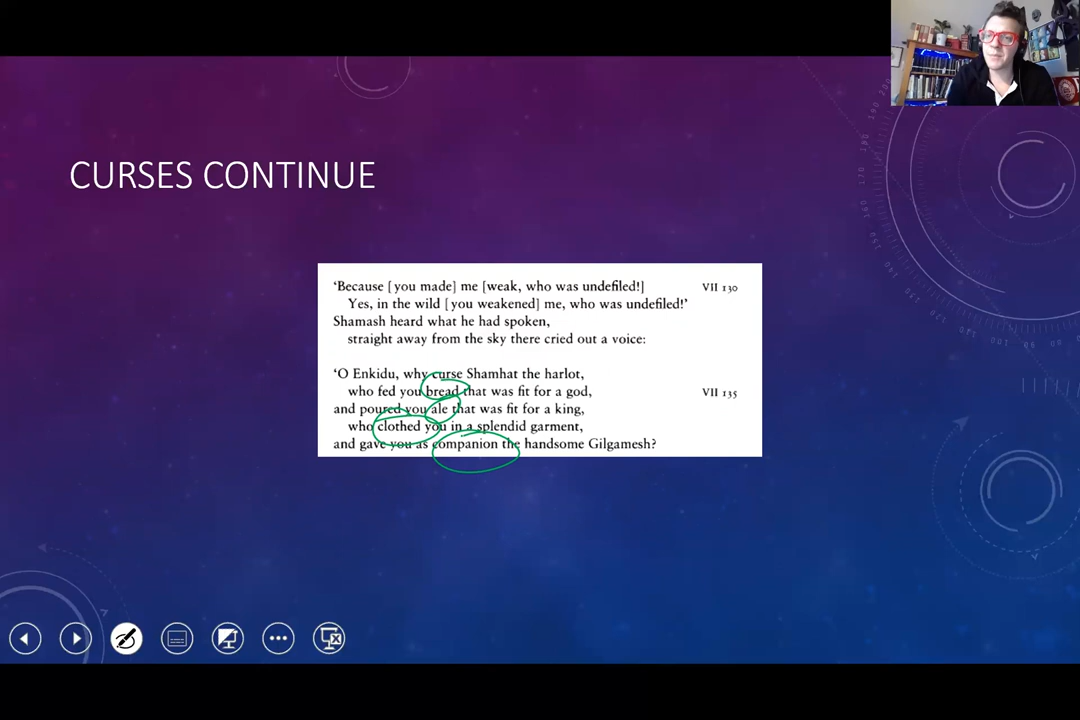 CURSES CONTINUE
‘Because [you made] me [weak, who was undefiled!] VII 130
Yes, in the wild [you weakened] me, who was undefiled!’
Shamash heard what he had spoken,
straight away from the sky there cried out a voice:
‘O Enkidu, why curse Shamhat the harlot,
who fed you bread that was fit for a god, VII 135
and poured you ale that was fit for a king,
who clothed you in a splendid garment,
and gave you as companion the handsome Gilgamesh?